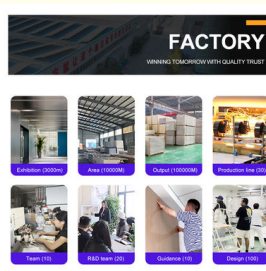 FACTORY
WINNING TOMORROW WITH QUALITY TRUST
Exhibition (3000m)
Area (10000M)
Output (100000M)
Production line (30)
Team (10)
R&D team (20)
Guidance (10)
Design (100)